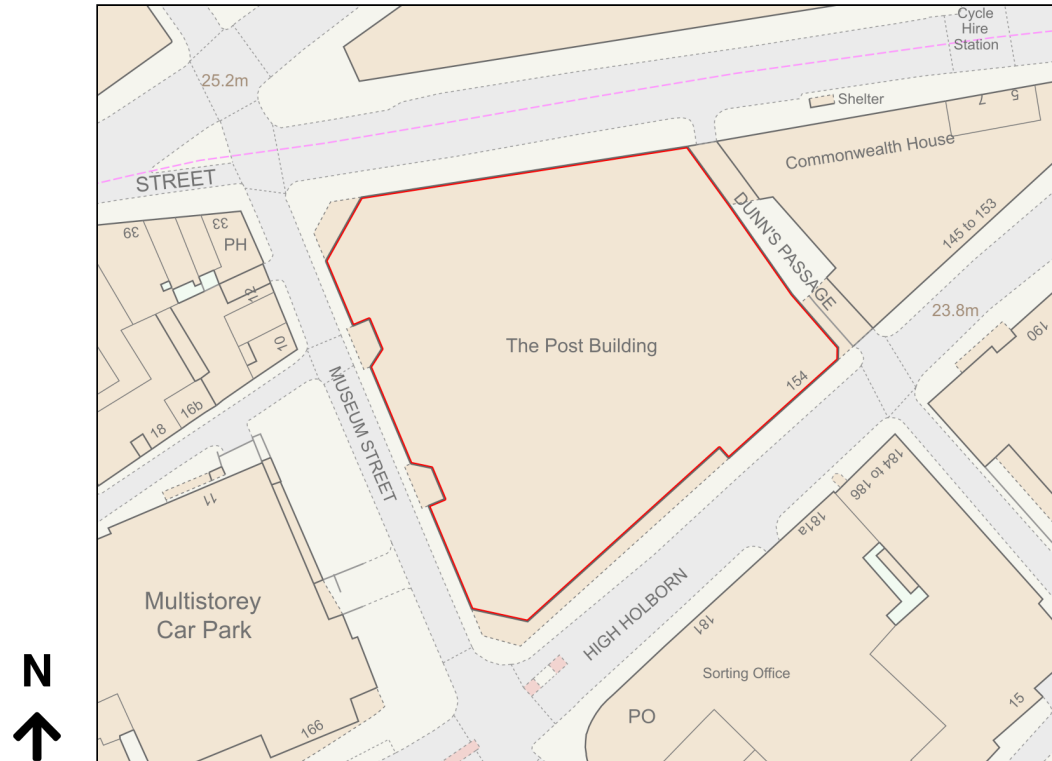 Cycle
Hire
Station
25.2m
Shelter
7
5
Commonwealth House
STREET
DUNN'S PASSAGE
39
33
PH
145 to 153
12
23.8m
10
The Post Building
190
MUSEUM STREET
154
16b
18
11
184 to
186
181a
Multistorey
Car Park
HIGH HOLBORN
181
Sorting Office
N
15
PO
166